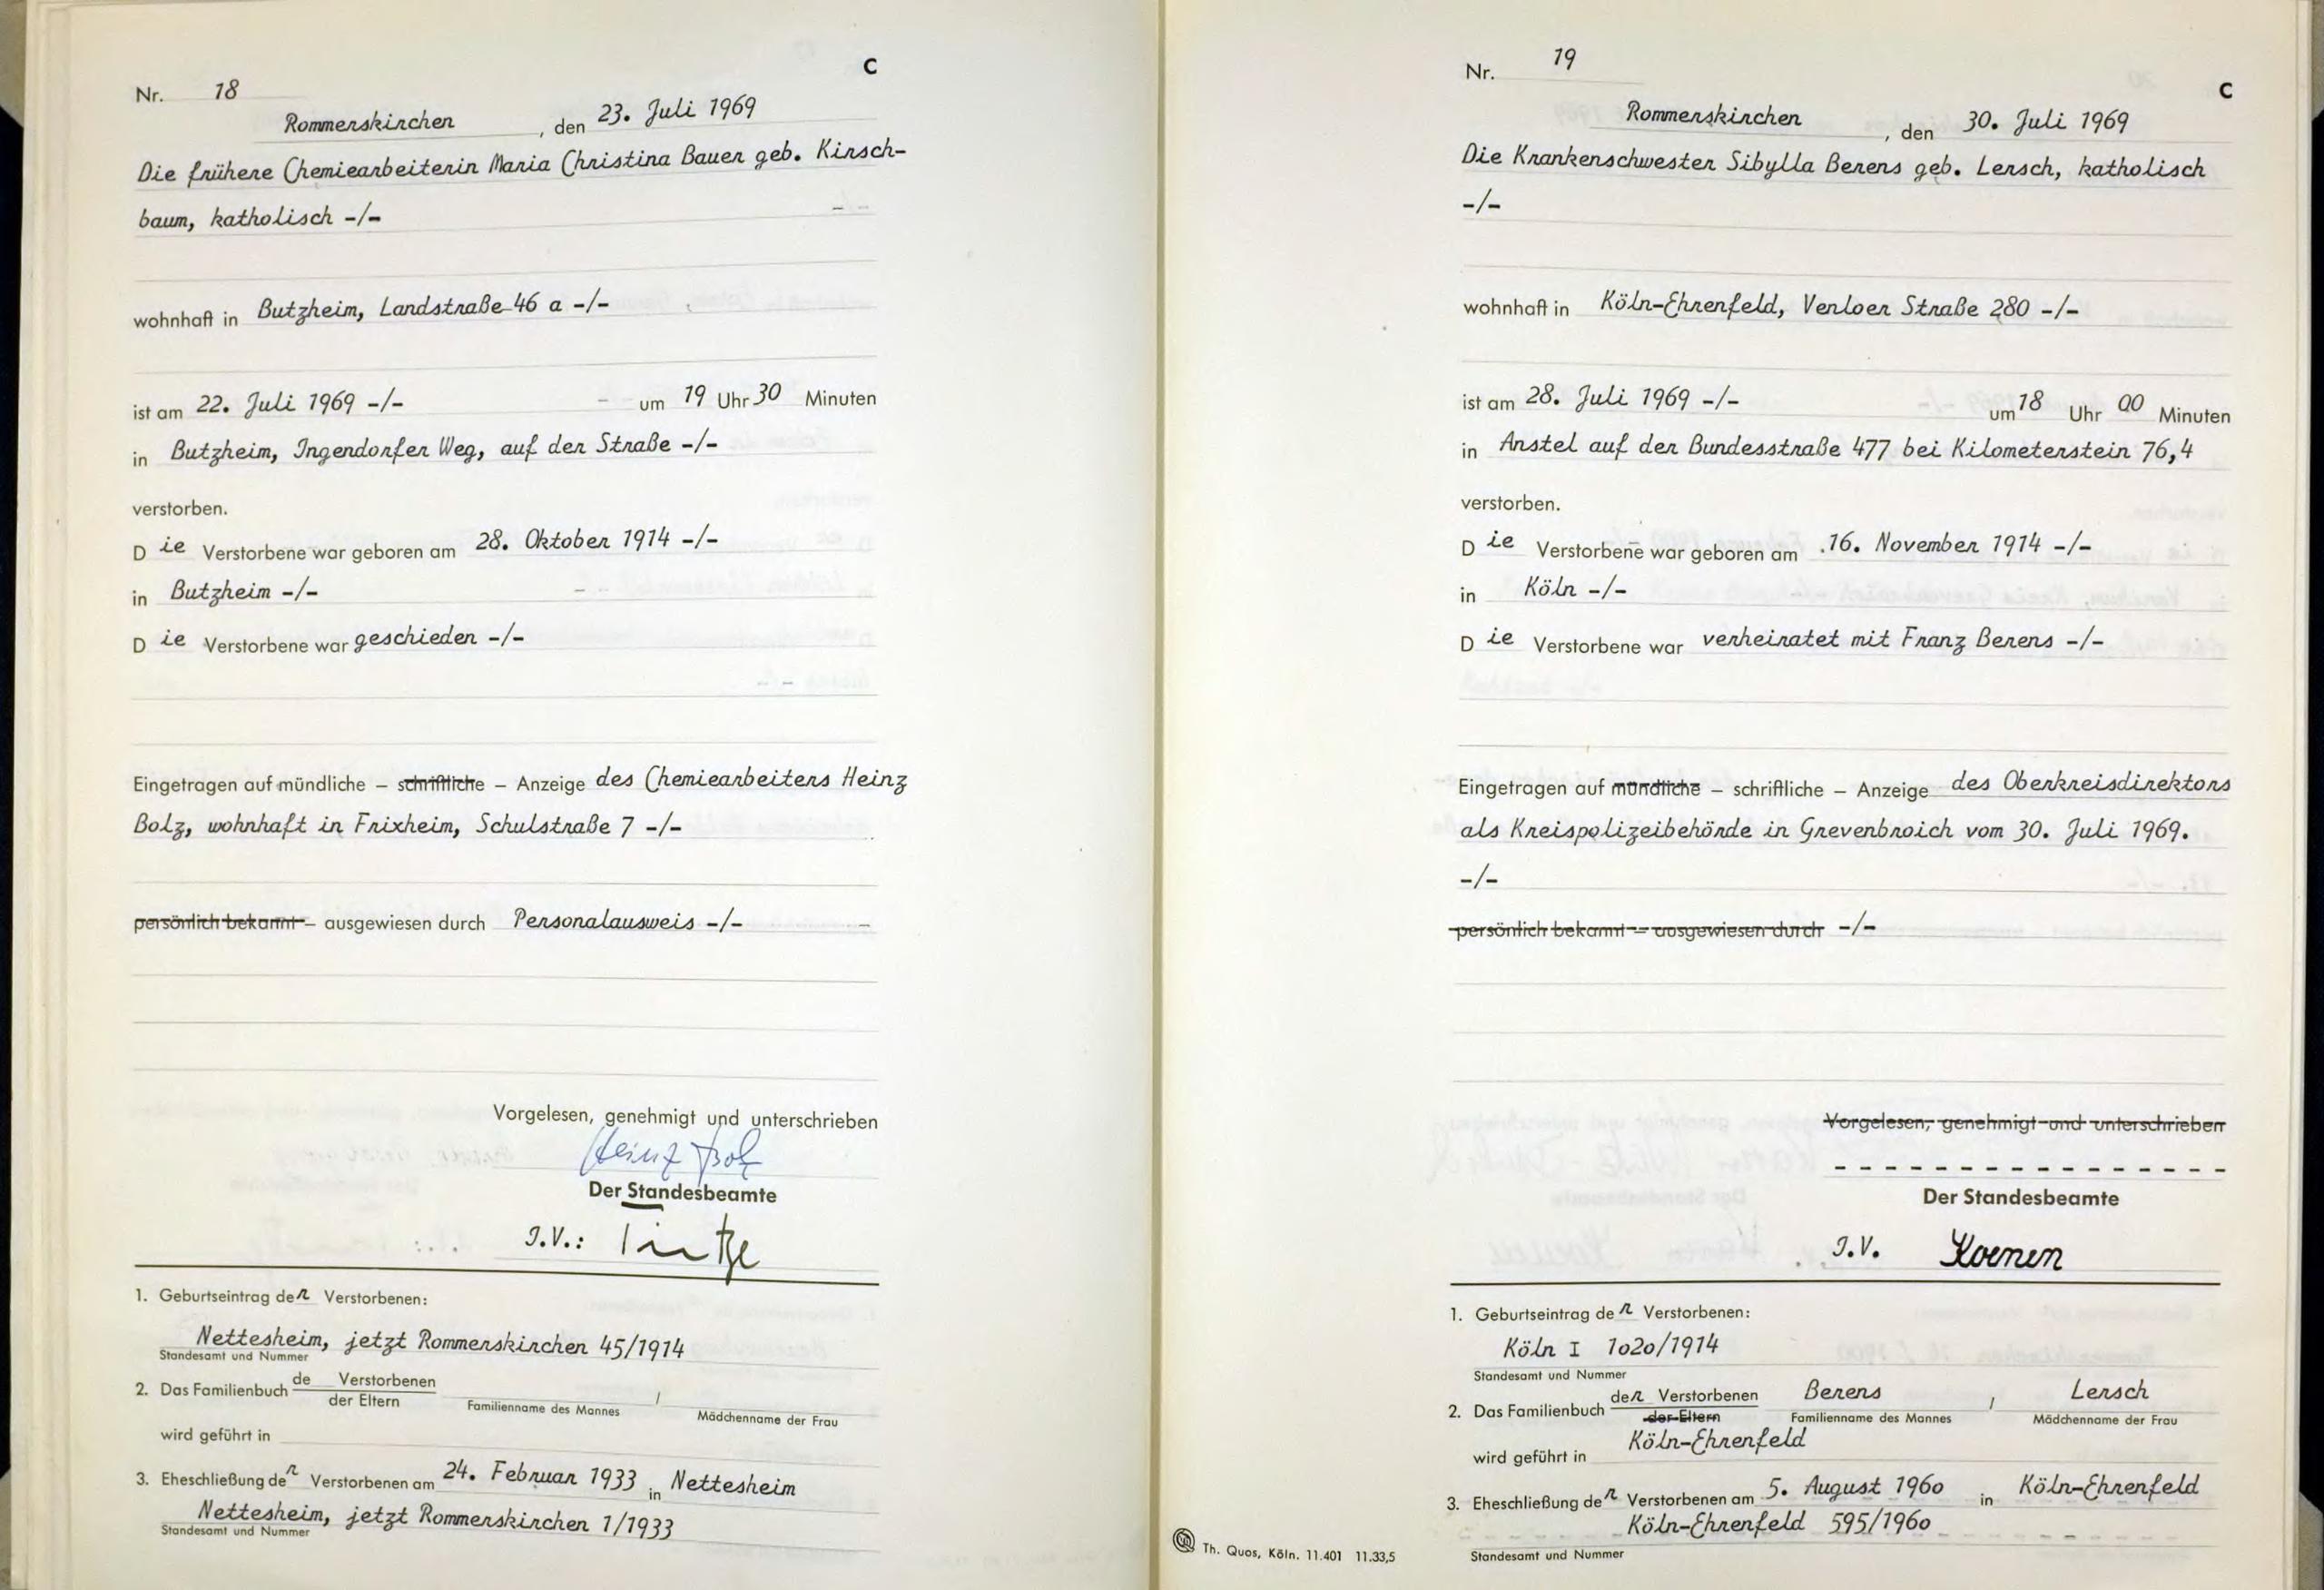 Nr. 18
C
Rommerskirchen, den 23. Juli 1969
Die frühere Chemiearbeiterin Maria Christina Bauer geb. Kirsch-
baum, katholisch -/-
wohnhaft in Butzheim, Landstraße 46 a -/-
ist am 22. Juli 1969 -/- um 19 Uhr 30 Minuten
in Butzheim, Ingendorfer Weg, auf der Straße -/-
verstorben.
Die Verstorbene war geboren am 28. Oktober 1914 -/-
in Butzheim -/-
Die Verstorbene war geschieden -/-
Eingetragen auf mündliche – schriftliche – Anzeige des Chemiearbeiters Heinz
Bolz, wohnhaft in Frixheim, Schulstraße 7 -/-
persönlich bekannt – ausgewiesen durch Personalausweis -/-
Vorgelesen, genehmigt und unterschrieben
Heinz Bolz
Der Standesbeamte
I.V.:
1. Geburtseintrag der Verstorbenen:
Nettesheim, jetzt Rommerskirchen 45/1914
Standesamt und Nummer
2. Das Familienbuch de Verstorbenen
der Eltern
/
Familienname des Mannes Mädchenname der Frau
wird geführt in
3. Eheschließung der Verstorbenen am 24. Februar 1933 in Nettesheim
Nettesheim, jetzt Rommerskirchen 1/1933
Standesamt und Nummer
Nr. 19
C
Rommerskirchen, den 30. Juli 1969
Die Krankenschwester Sibylla Berens geb. Lersch, katholisch
-/-
wohnhaft in Köln-Ehrenfeld, Venloer Straße 280 -/-
ist am 28. Juli 1969 -/- um 18 Uhr 00 Minuten
in Anstel auf der Bundesstraße 477 bei Kilometerstein 76,4
verstorben.
Die Verstorbene war geboren am 16. November 1914 -/-
in Köln -/-
Die Verstorbene war verheiratet mit Franz Berens -/-
Eingetragen auf mündliche – schriftliche – Anzeige des Oberkreisdirektors
als Kreispolizeibehörde in Grevenbroich vom 30. Juli 1969.
-/-
persönlich bekannt – ausgewiesen durch -/-
Vorgelesen, genehmigt und unterschrieben
Der Standesbeamte
I.V. Koenen
1. Geburtseintrag der Verstorbenen:
Köln I 1020/1914
Standesamt und Nummer
2. Das Familienbuch der Verstorbenen Berens / Lersch
der Eltern Familienname des Mannes Mädchenname der Frau
wird geführt in Köln-Ehrenfeld
3. Eheschließung der Verstorbenen am 5. August 1960 in Köln-Ehrenfeld
Köln-Ehrenfeld 595/1960
Standesamt und Nummer
Th. Quos, Köln. 11.401 11.33,5